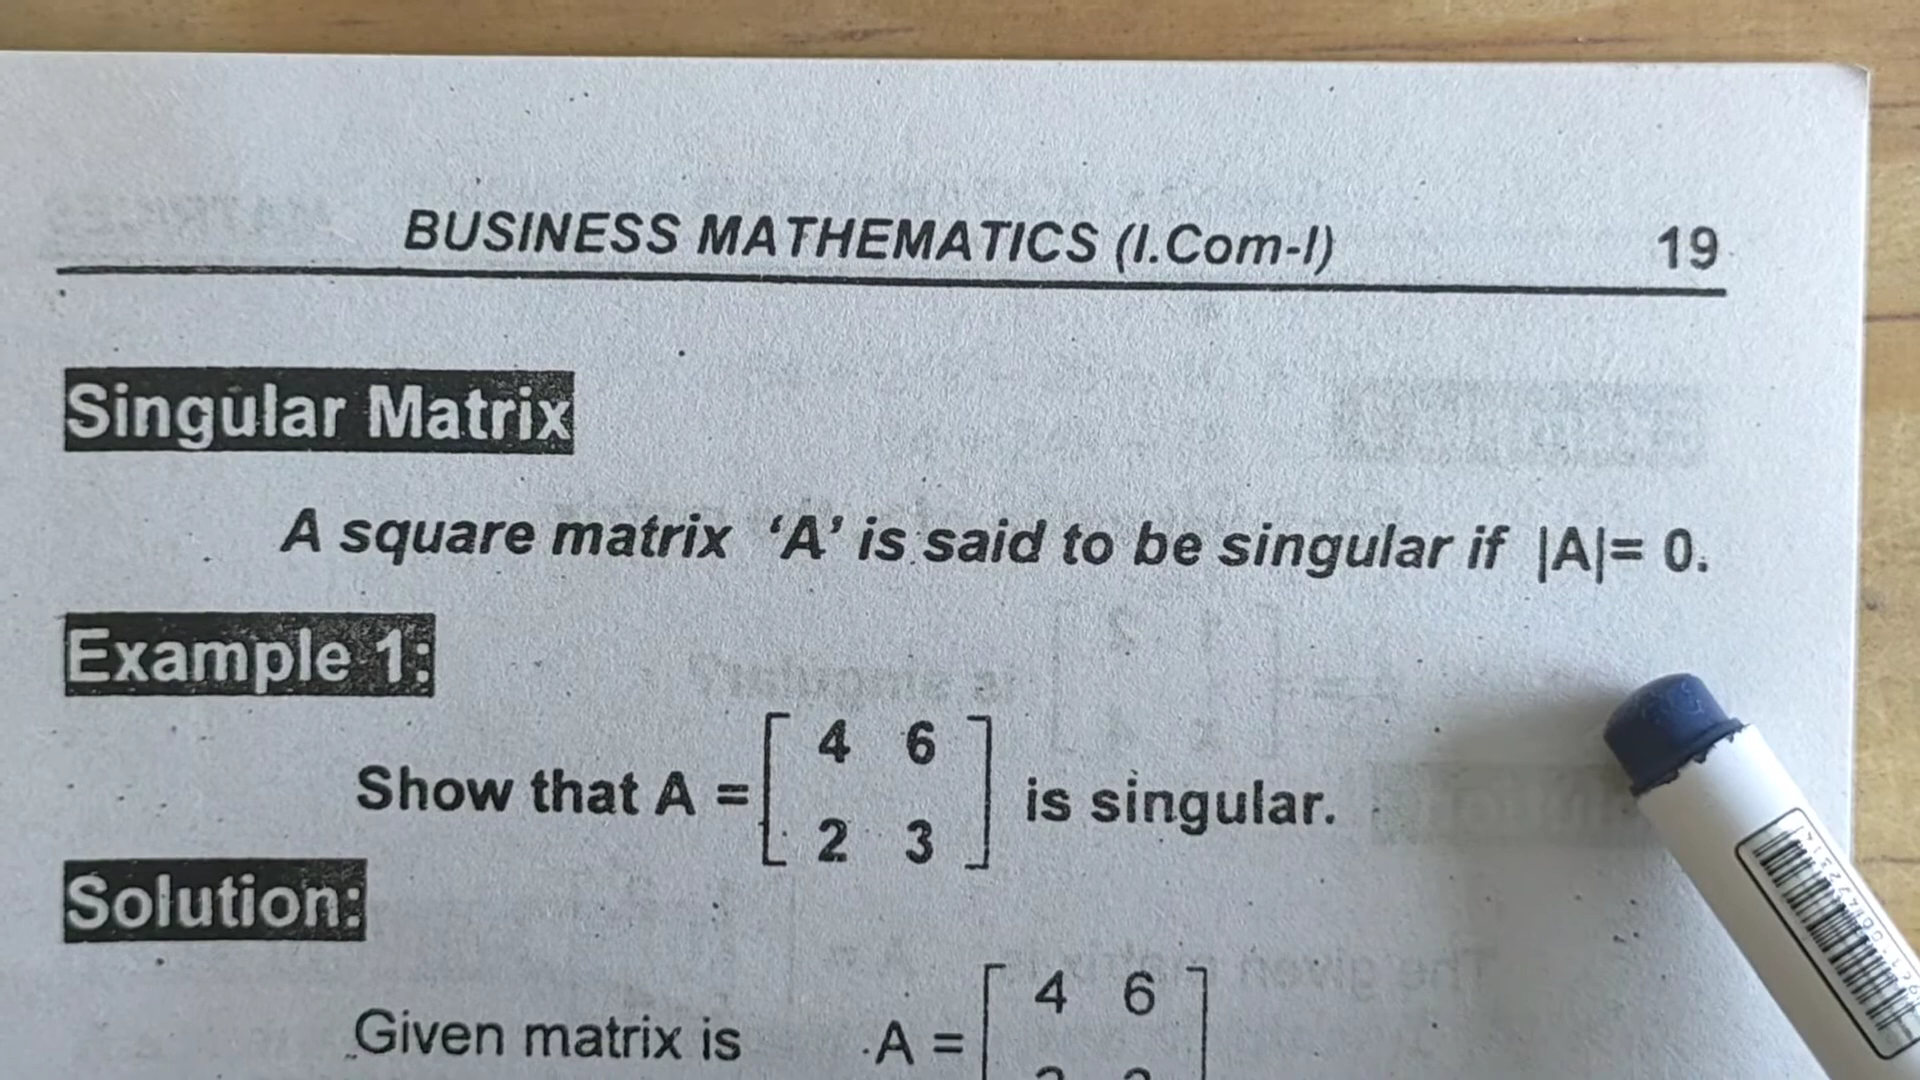 BUSINESS MATHEMATICS (I.Com-I) 19
Singular Matrix
A square matrix ‘A’ is said to be singular if |A|= 0.
Example 1:
4 6
Show that A = is singular.
2 3
Solution:
4 6
Given matrix is A =